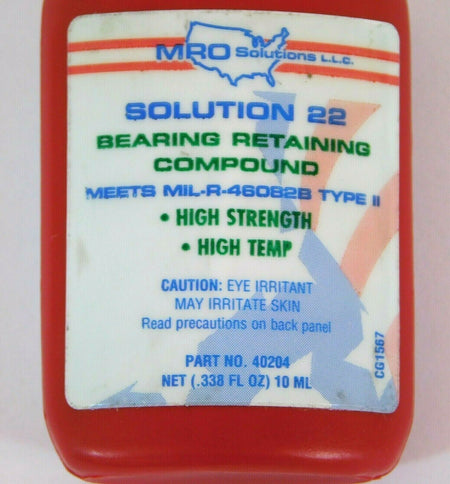 MRO Solutions L.L.C.
SOLUTION 22
BEARING RETAINING
COMPOUND
MEETS MIL-R-46082B TYPE II
• HIGH STRENGTH
• HIGH TEMP
CAUTION: EYE IRRITANT
MAY IRRITATE SKIN
Read precautions on back panel
PART NO. 40204
NET (.338 FL OZ) 10 ML
CG1567